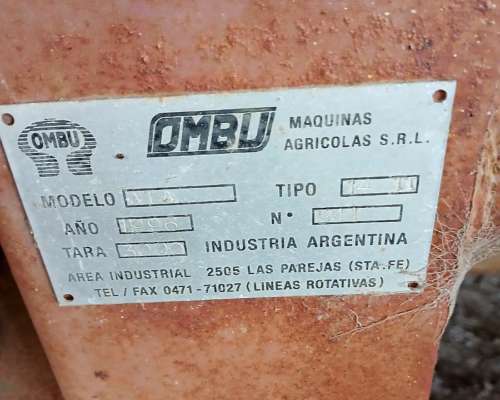 OMBU OMBU MAQUINAS
AGRICOLAS S.R.L.
MODELO TIPO
AÑO 1998 N°
TARA INDUSTRIA ARGENTINA
AREA INDUSTRIAL 2505 LAS PAREJAS (STA.FE)
TEL / FAX 0471-71027 (LINEAS ROTATIVAS)